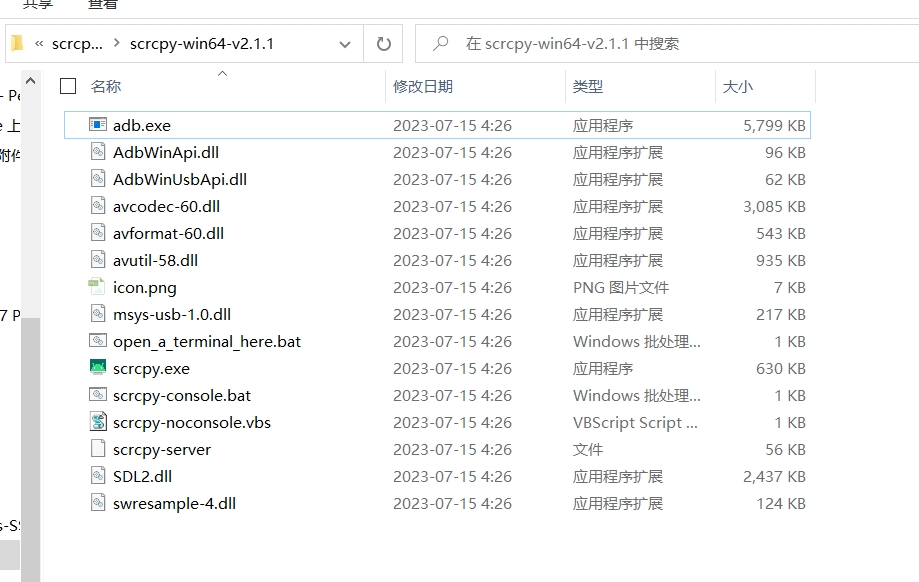 共享 查看
« scrcp... › scrcpy-win64-v2.1.1 在 scrcpy-win64-v2.1.1 中搜索
名称 修改日期 类型 大小
adb.exe 2023-07-15 4:26 应用程序 5,799 KB
AdbWinApi.dll 2023-07-15 4:26 应用程序扩展 96 KB
AdbWinUsbApi.dll 2023-07-15 4:26 应用程序扩展 62 KB
avcodec-60.dll 2023-07-15 4:26 应用程序扩展 3,085 KB
avformat-60.dll 2023-07-15 4:26 应用程序扩展 543 KB
avutil-58.dll 2023-07-15 4:26 应用程序扩展 935 KB
icon.png 2023-07-15 4:26 PNG 图片文件 7 KB
msys-usb-1.0.dll 2023-07-15 4:26 应用程序扩展 217 KB
open_a_terminal_here.bat 2023-07-15 4:26 Windows 批处理... 1 KB
scrcpy.exe 2023-07-15 4:26 应用程序 630 KB
scrcpy-console.bat 2023-07-15 4:26 Windows 批处理... 1 KB
scrcpy-noconsole.vbs 2023-07-15 4:26 VBScript Script ... 1 KB
scrcpy-server 2023-07-15 4:26 文件 56 KB
SDL2.dll 2023-07-15 4:26 应用程序扩展 2,437 KB
swresample-4.dll 2023-07-15 4:26 应用程序扩展 124 KB